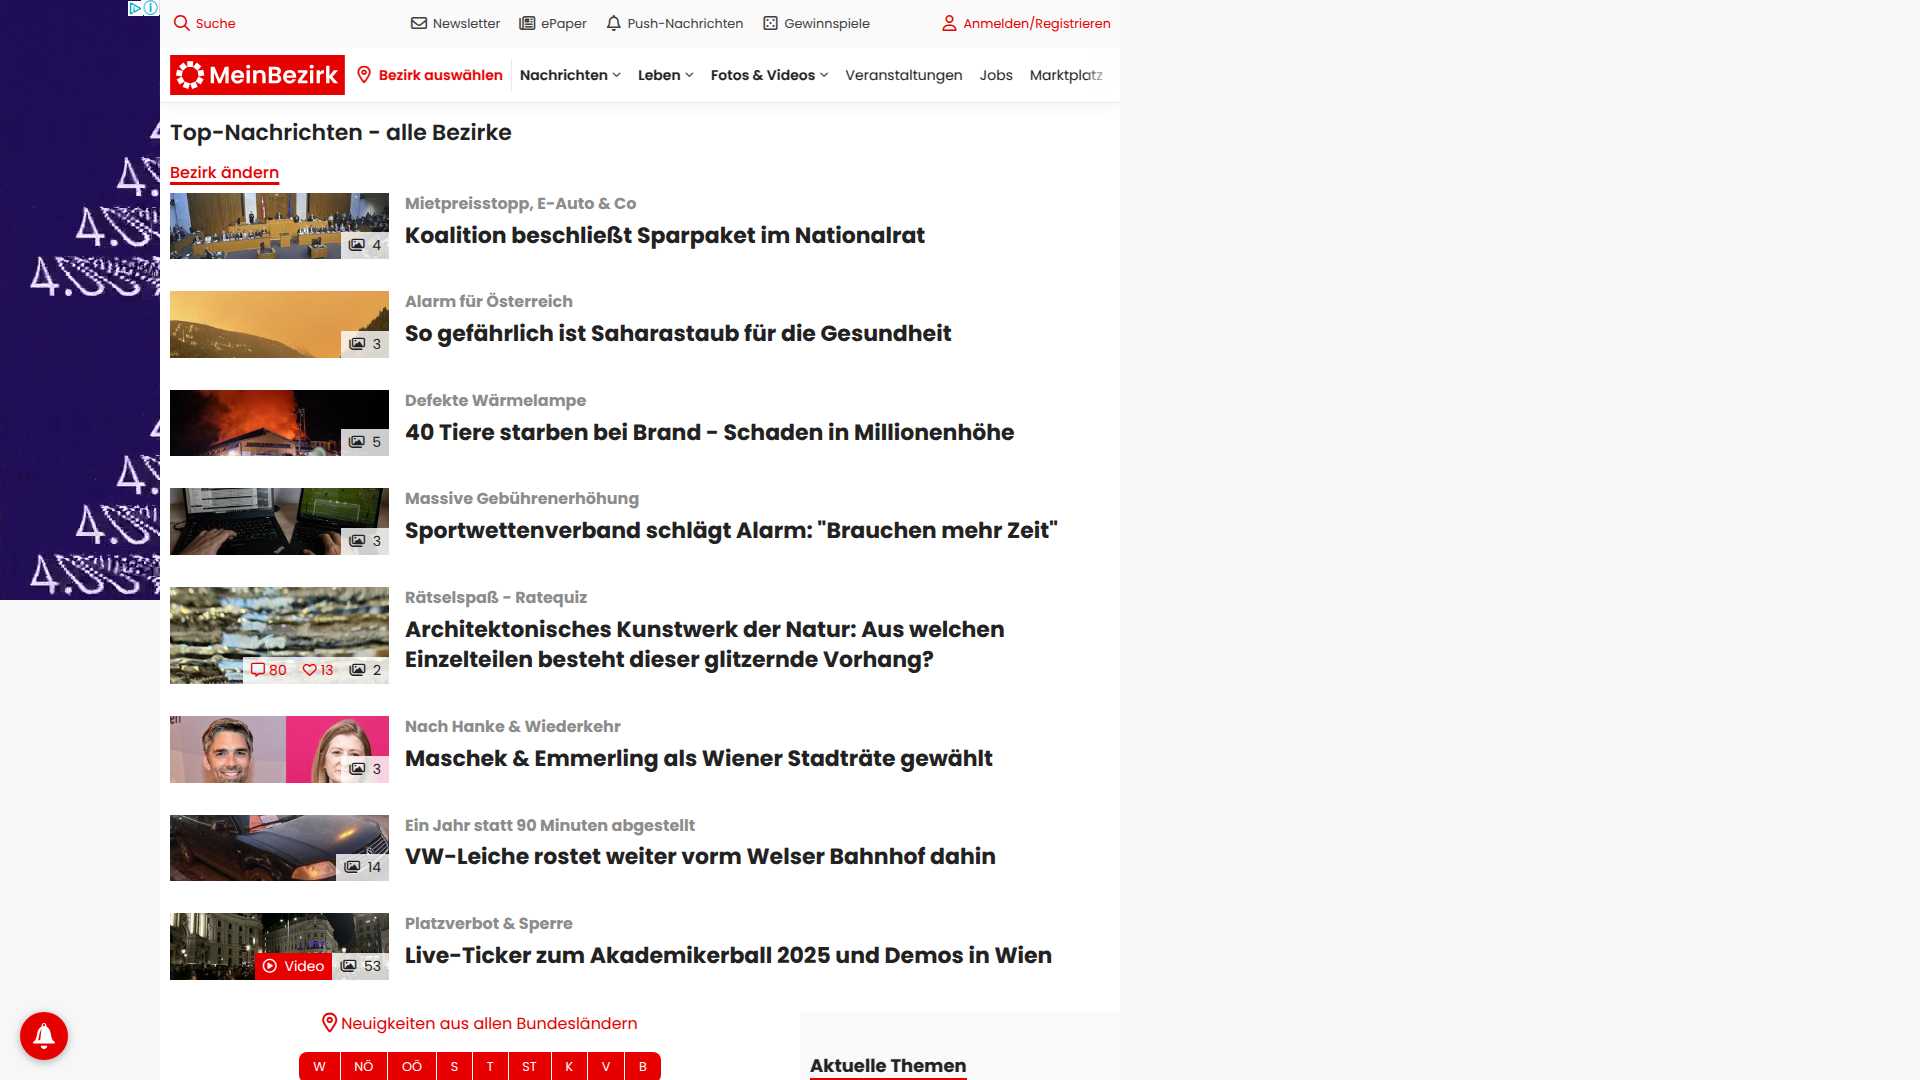 Suche
Newsletter
ePaper
Push-Nachrichten
Gewinnspiele
Anmelden/Registrieren
MeinBezirk
Bezirk auswählen
Nachrichten
Leben
Fotos & Videos
Veranstaltungen
Jobs
Marktplatz
Top-Nachrichten - alle Bezirke
Bezirk ändern
4
Mietpreisstopp, E-Auto & Co
Koalition beschließt Sparpaket im Nationalrat
3
Alarm für Österreich
So gefährlich ist Saharastaub für die Gesundheit
5
Defekte Wärmelampe
40 Tiere starben bei Brand - Schaden in Millionenhöhe
3
Massive Gebührenerhöhung
Sportwettenverband schlägt Alarm: "Brauchen mehr Zeit"
80 13 2
Rätselspaß - Ratequiz
Architektonisches Kunstwerk der Natur: Aus welchen
Einzelteilen besteht dieser glitzernde Vorhang?
3
Nach Hanke & Wiederkehr
Maschek & Emmerling als Wiener Stadträte gewählt
14
Ein Jahr statt 90 Minuten abgestellt
VW-Leiche rostet weiter vorm Welser Bahnhof dahin
Video 53
Platzverbot & Sperre
Live-Ticker zum Akademikerball 2025 und Demos in Wien
Neuigkeiten aus allen Bundesländern
W NÖ OÖ S T ST K V B
Aktuelle Themen